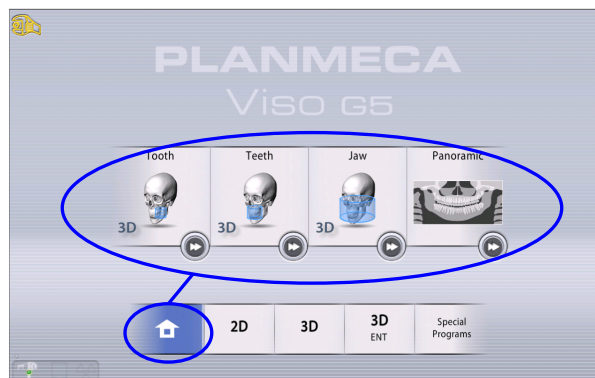 PLANMECA
Viso G5
Tooth
Teeth
Jaw
Panoramic
3D
3D
3D
2D
3D
3D
ENT
Special
Programs